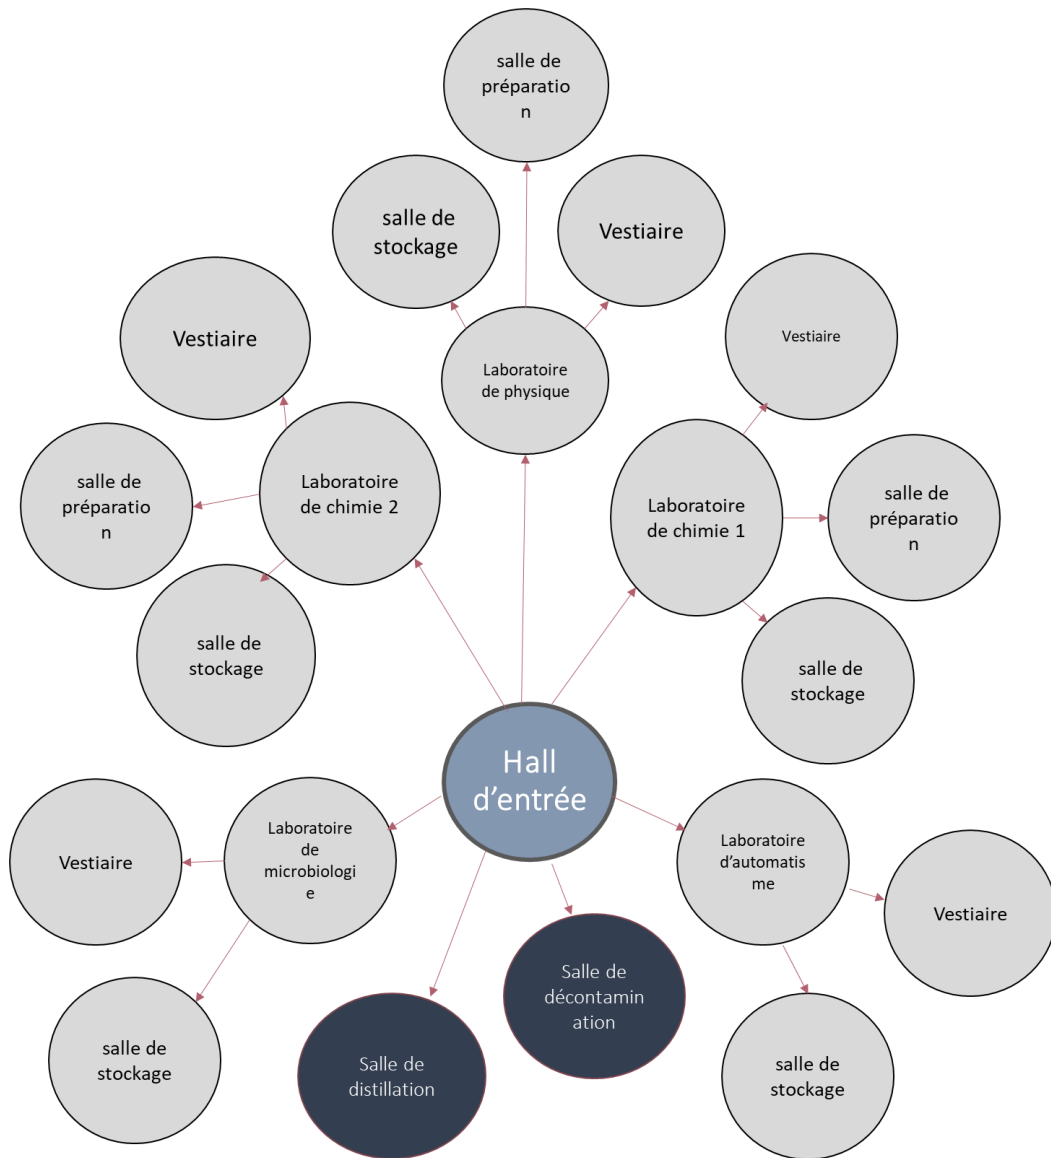 salle de
préparatio
n
salle de
stockage
Vestiaire
Vestiaire
Vestiaire
Laboratoire
de physique
salle de
préparatio
n
Laboratoire
de chimie 2
Laboratoire
de chimie 1
salle de
préparatio
n
salle de
stockage
salle de
stockage
Hall
d’entrée
Vestiaire
Laboratoire
de
microbiologi
e
Laboratoire
d’automatis
me
Vestiaire
Salle de
décontamin
ation
salle de
stockage
Salle de
distillation
salle de
stockage